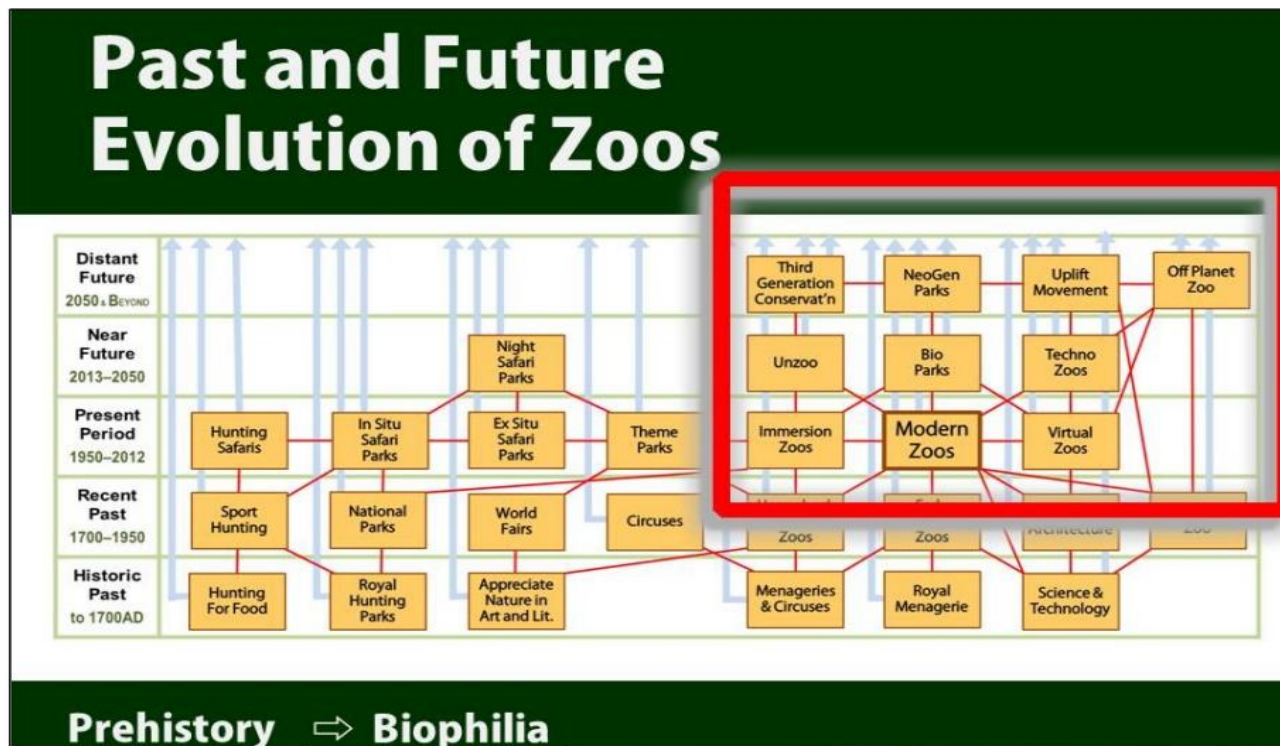 Past and Future
Evolution of Zoos
Distant
Future
2050 & BEYOND
Third
Generation
Conservat'n
NeoGen
Parks
Uplift
Movement
Off Planet
Zoo
Near
Future
2013–2050
Night
Safari
Parks
Unzoo
Bio
Parks
Techno
Zoos
Present
Period
1950–2012
Hunting
Safaris
In Situ
Safari
Parks
Ex Situ
Safari
Parks
Theme
Parks
Immersion
Zoos
Modern
Zoos
Virtual
Zoos
Recent
Past
1700–1950
Sport
Hunting
National
Parks
World
Fairs
Circuses
Zoos
Zoos
Architecture
Zoo
Historic
Past
to 1700AD
Hunting
For Food
Royal
Hunting
Parks
Appreciate
Nature in
Art and Lit.
Menageries
& Circuses
Royal
Menagerie
Science &
Technology
Prehistory ⇨ Biophilia